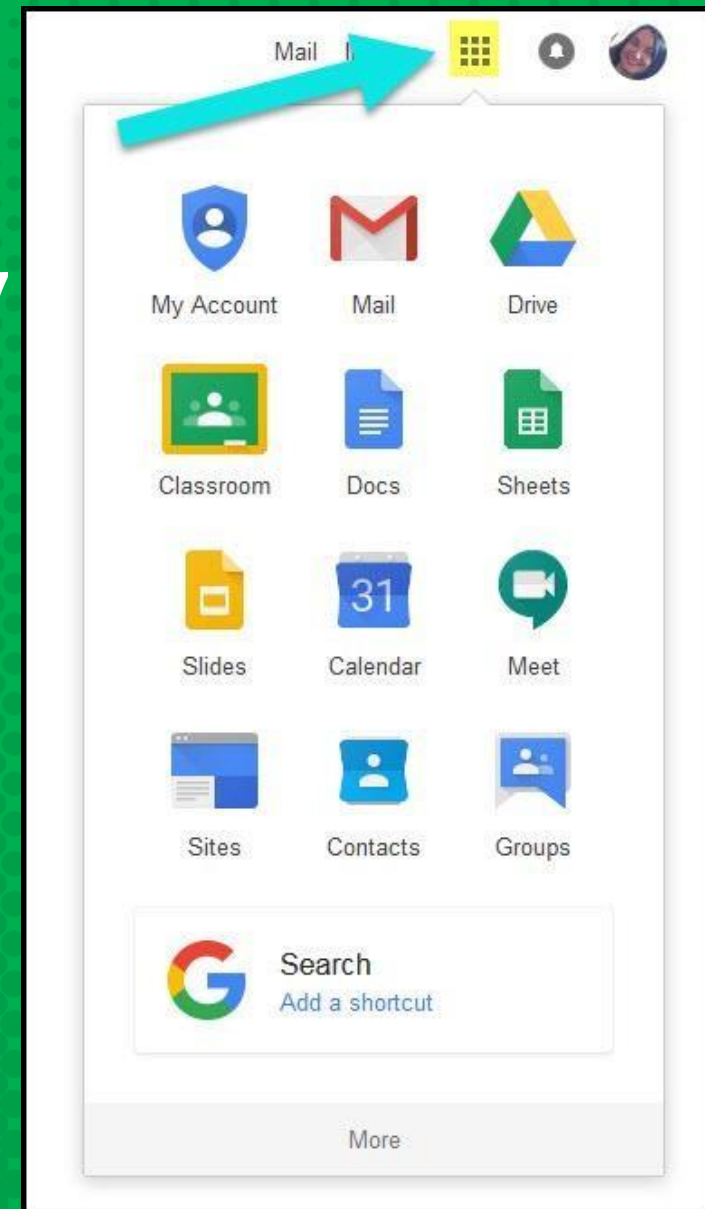 Mail
My Account Mail Drive
Classroom Docs Sheets
31
Slides Calendar Meet
Sites Contacts Groups
Search
Add a shortcut
More